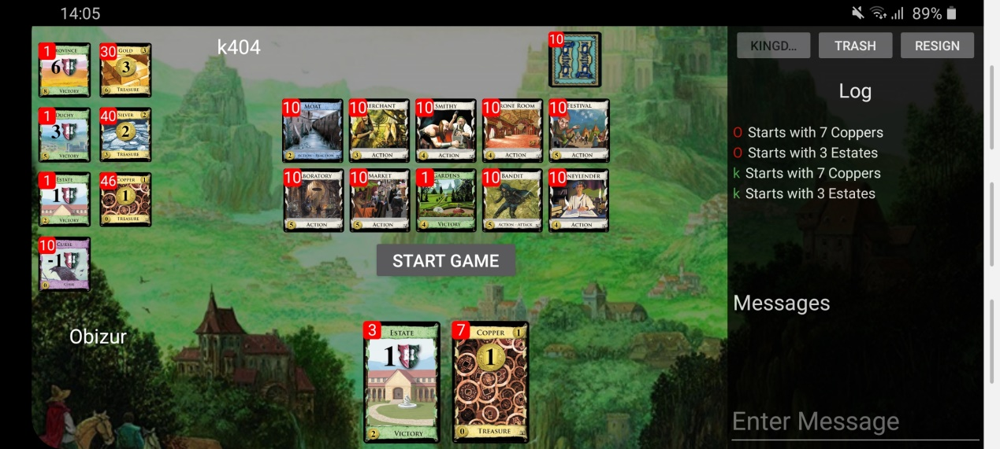 14:05
89%
k404
10
KINGD...
TRASH
RESIGN
1
ROVINCE
6
8 VICTORY
30
GOLD 3
3
6 TREASURE
Log
10 MOAT
2 ACTION - REACTION
10 ERCHANT
3 ACTION
10 SMITHY
4 ACTION
10 RONE ROOM
4 ACTION
10 FESTIVAL
5 ACTION
1
DUCHY
3
5 VICTORY
40
SILVER 2
2
3 TREASURE
O Starts with 7 Coppers
O Starts with 3 Estates
k Starts with 7 Coppers
k Starts with 3 Estates
10 BORATORY
5 ACTION
10 MARKET
5 ACTION
1 GARDENS
4 VICTORY
10 BANDIT
5 ACTION - ATTACK
10 NEYLENDER
4 ACTION
1
ESTATE
1
2 VICTORY
46
COPPER 1
1
0 TREASURE
10
CURSE
-1
0 CURSE
START GAME
Messages
Obizur
3
ESTATE
1
2 VICTORY
7
COPPER 1
1
0 TREASURE
Enter Message